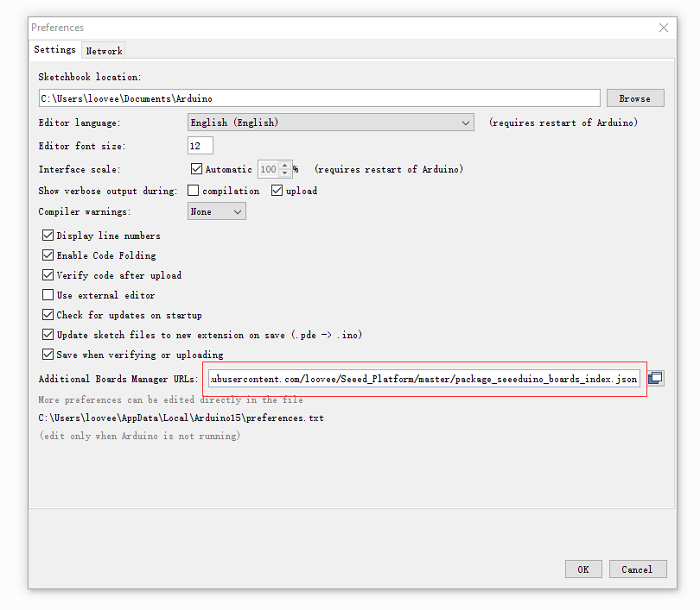 Preferences
Settings Network
Sketchbook location:
C:\Users\loovee\Documents\Arduino Browse
Editor language: English (English) (requires restart of Arduino)
Editor font size: 12
Interface scale: Automatic 100 % (requires restart of Arduino)
Show verbose output during: compilation upload
Compiler warnings: None
Display line numbers
Enable Code Folding
Verify code after upload
Use external editor
Check for updates on startup
Update sketch files to new extension on save (.pde -> .ino)
Save when verifying or uploading
Additional Boards Manager URLs: ubusercontent.com/loovee/Seeed_Platform/master/package_seeeduino_boards_index.json
More preferences can be edited directly in the file
C:\Users\loovee\AppData\Local\Arduino15\preferences.txt
(edit only when Arduino is not running)
OK Cancel